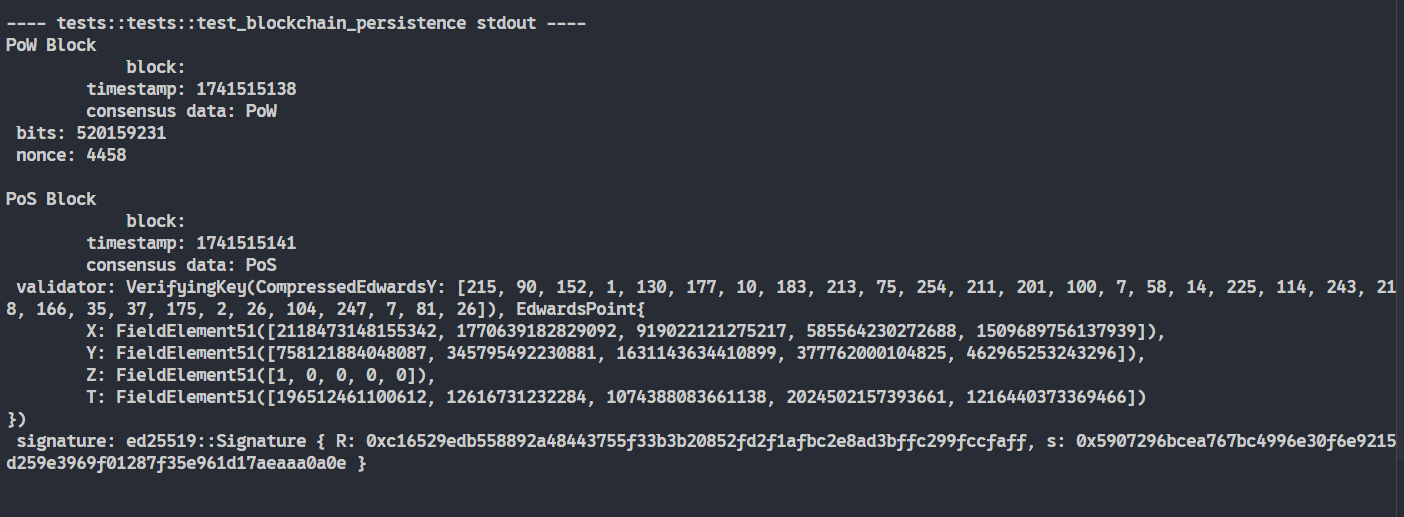 ---- tests::tests::test_blockchain_persistence stdout ----
PoW Block
            block:
        timestamp: 1741515138
        consensus data: PoW
 bits: 520159231
 nonce: 4458

PoS Block
            block:
        timestamp: 1741515141
        consensus data: PoS
 validator: VerifyingKey(CompressedEdwardsY: [215, 90, 152, 1, 130, 177, 10, 183, 213, 75, 254, 211, 201, 100, 7, 58, 14, 225, 114, 243, 21
8, 166, 35, 37, 175, 2, 26, 104, 247, 7, 81, 26]), EdwardsPoint{
        X: FieldElement51([2118473148155342, 1770639182829092, 919022121275217, 585564230272688, 1509689756137939]),
        Y: FieldElement51([758121884048087, 345795492230881, 1631143634410899, 377762000104825, 462965253243296]),
        Z: FieldElement51([1, 0, 0, 0, 0]),
        T: FieldElement51([196512461100612, 12616731232284, 1074388083661138, 2024502157393661, 1216440373369466])
})
 signature: ed25519::Signature { R: 0xc16529edb558892a48443755f33b3b20852fd2f1afbc2e8ad3bffc299fccfaff, s: 0x5907296bcea767bc4996e30f6e9215
d259e3969f01287f35e961d17aeaaa0a0e }